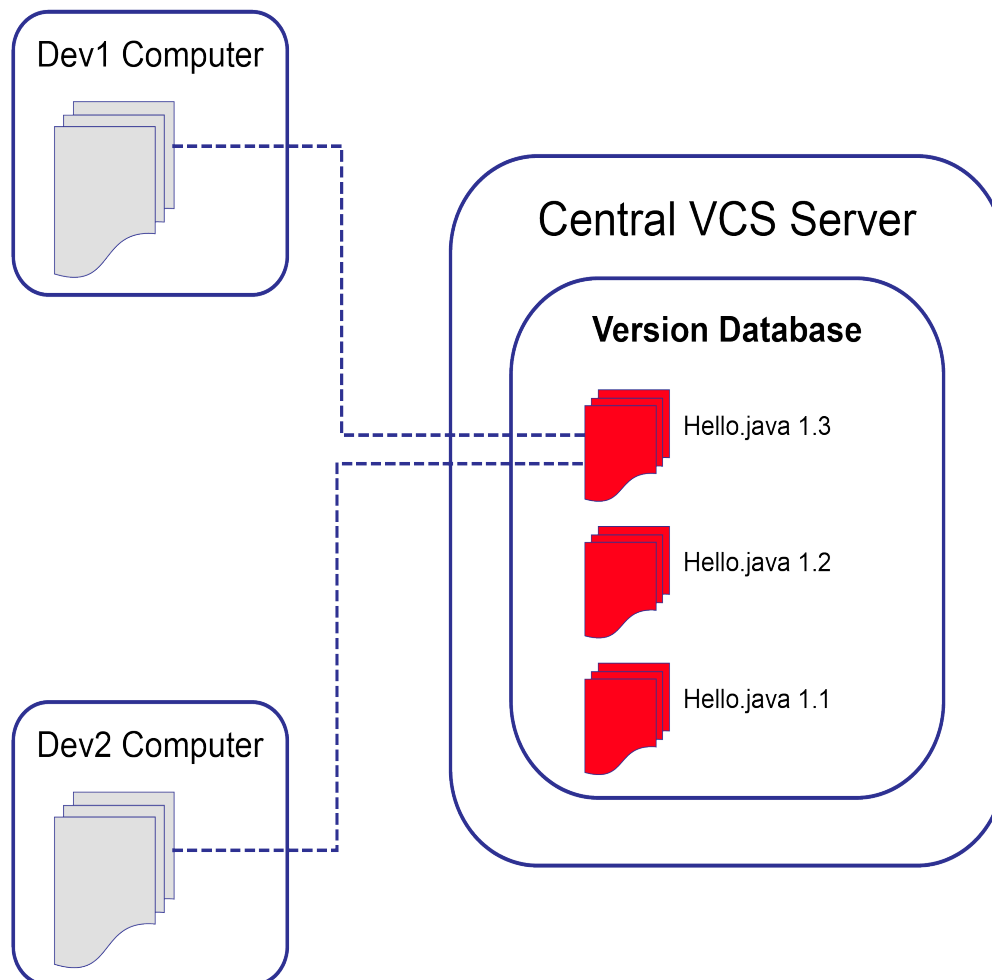 Dev1 Computer
Central VCS Server
Version Database
Hello.java 1.3
Hello.java 1.2
Hello.java 1.1
Dev2 Computer